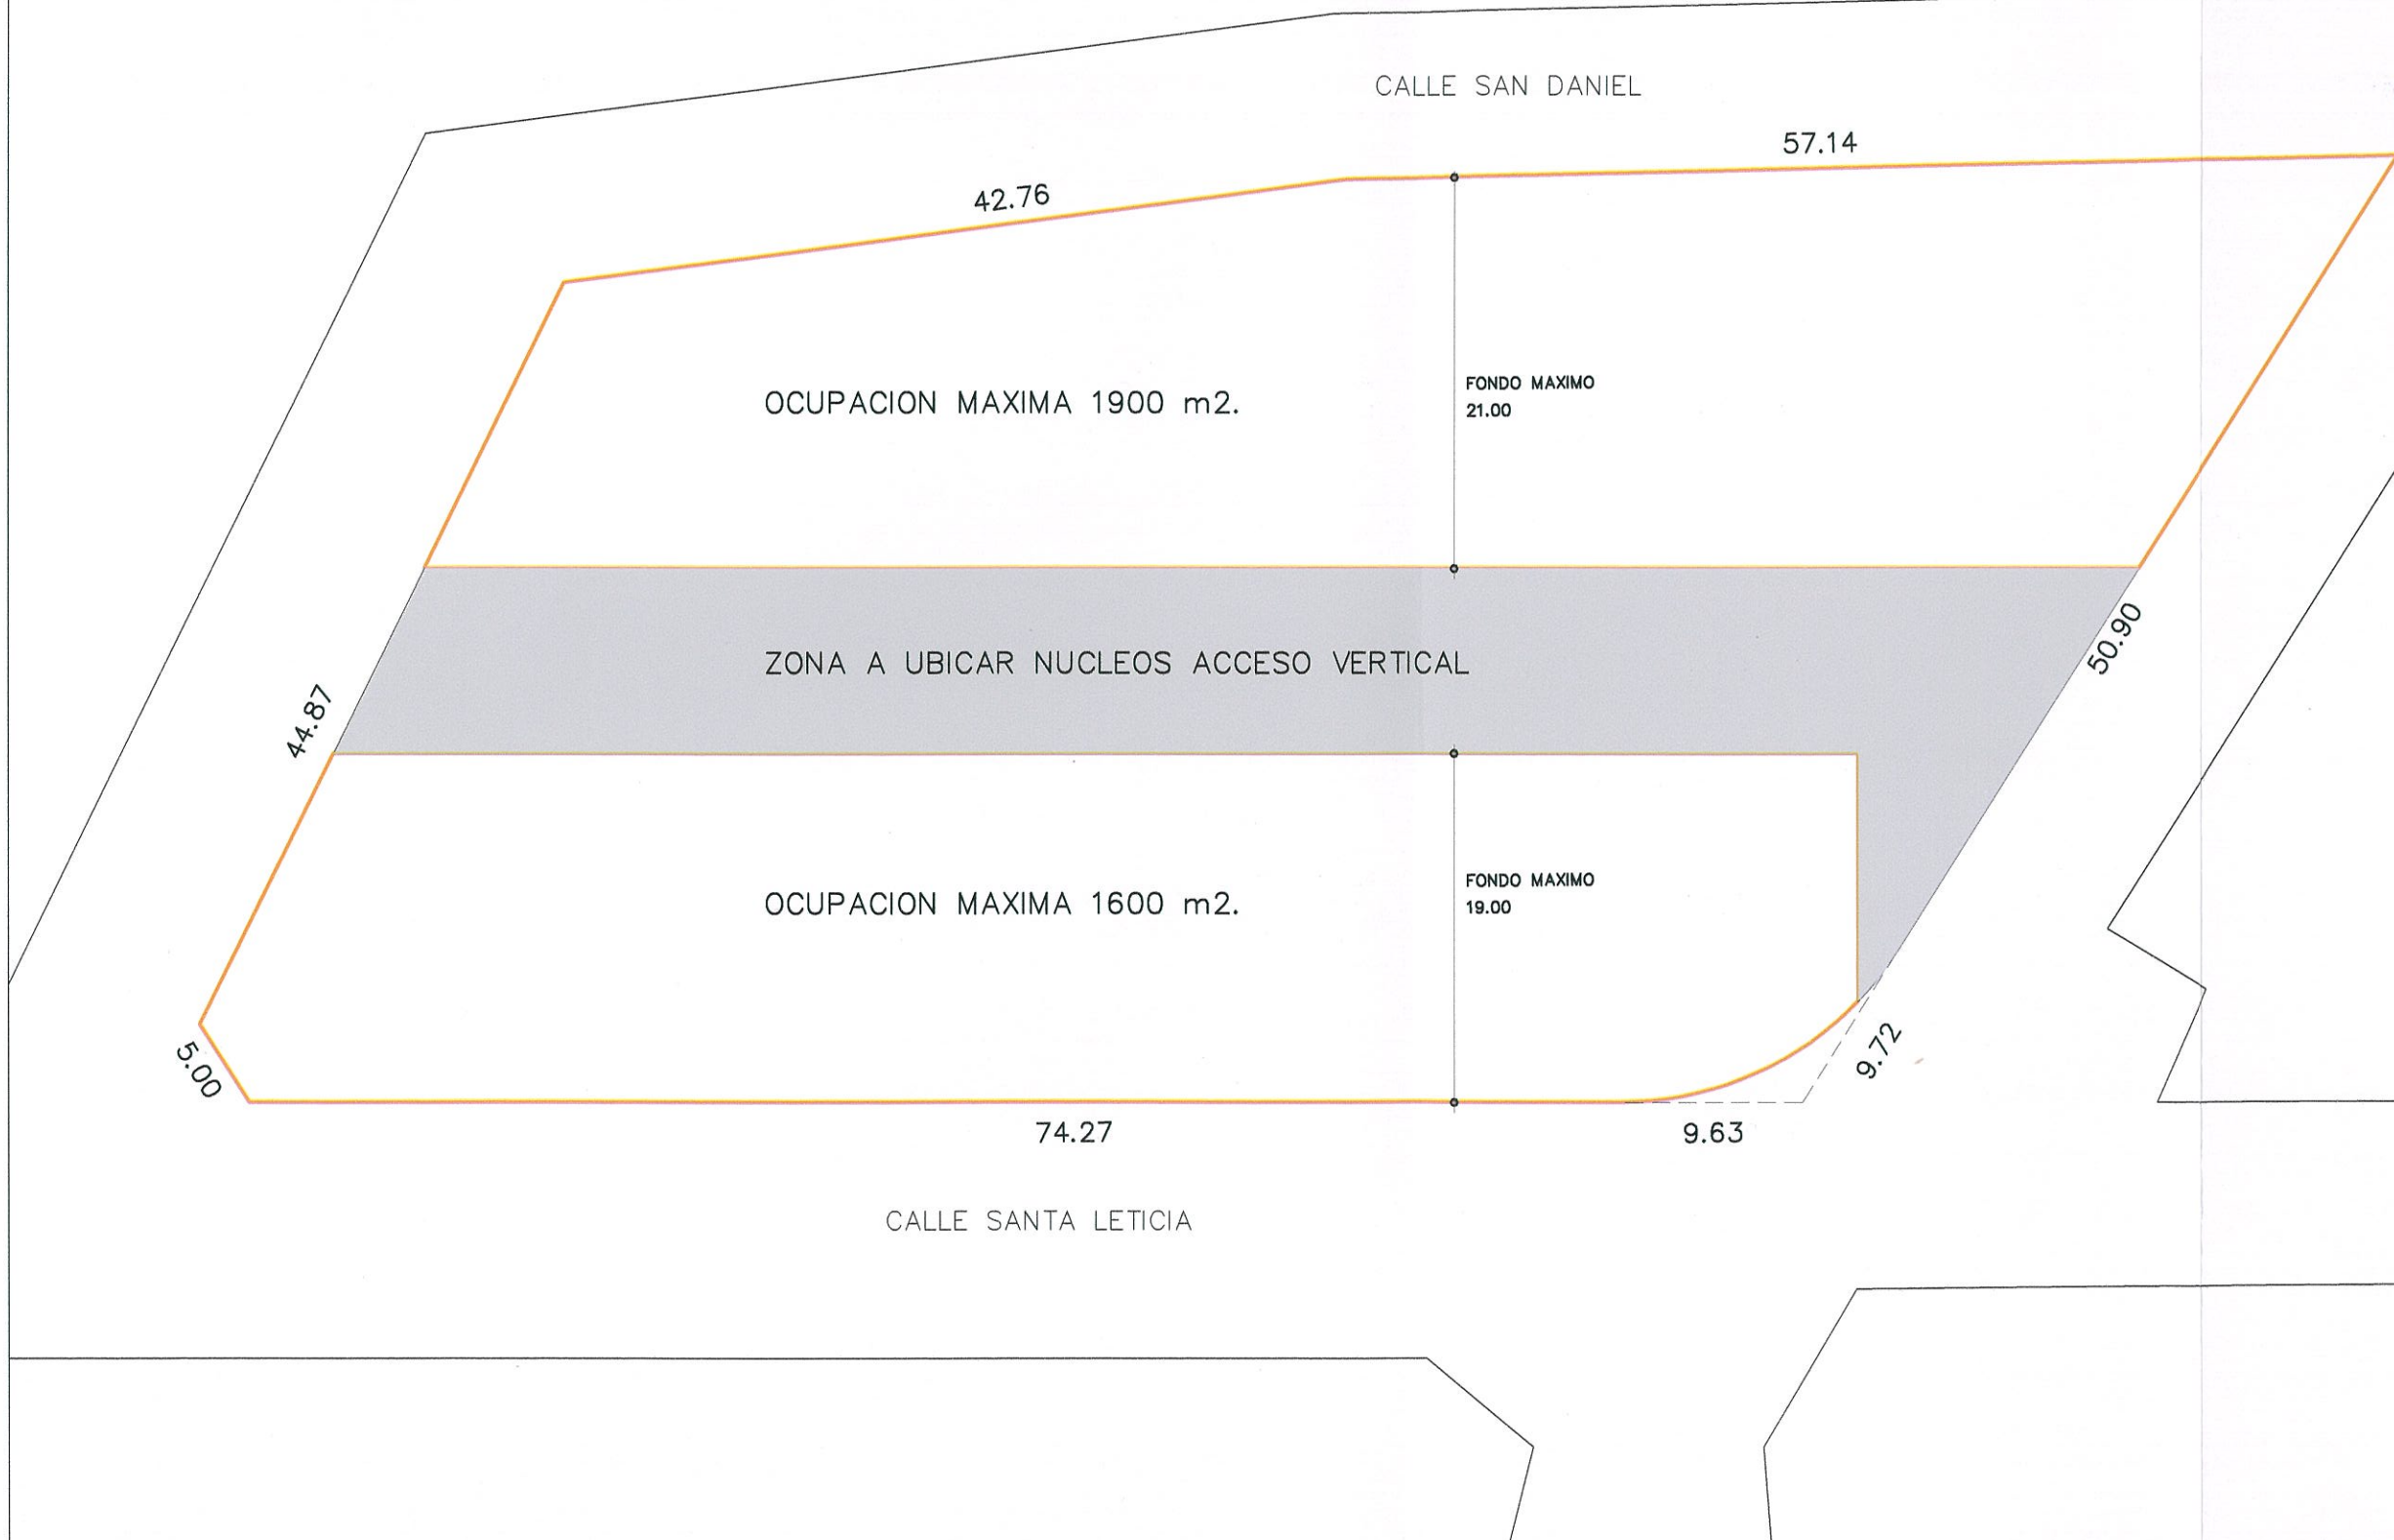 CALLE SAN DANIEL
57.14
42.76
FONDO MAXIMO
21.00
OCUPACION MAXIMA 1900 m2.
50.90
ZONA A UBICAR NUCLEOS ACCESO VERTICAL
44.87
FONDO MAXIMO
19.00
OCUPACION MAXIMA 1600 m2.
9.72
5.00
74.27
9.63
CALLE SANTA LETICIA